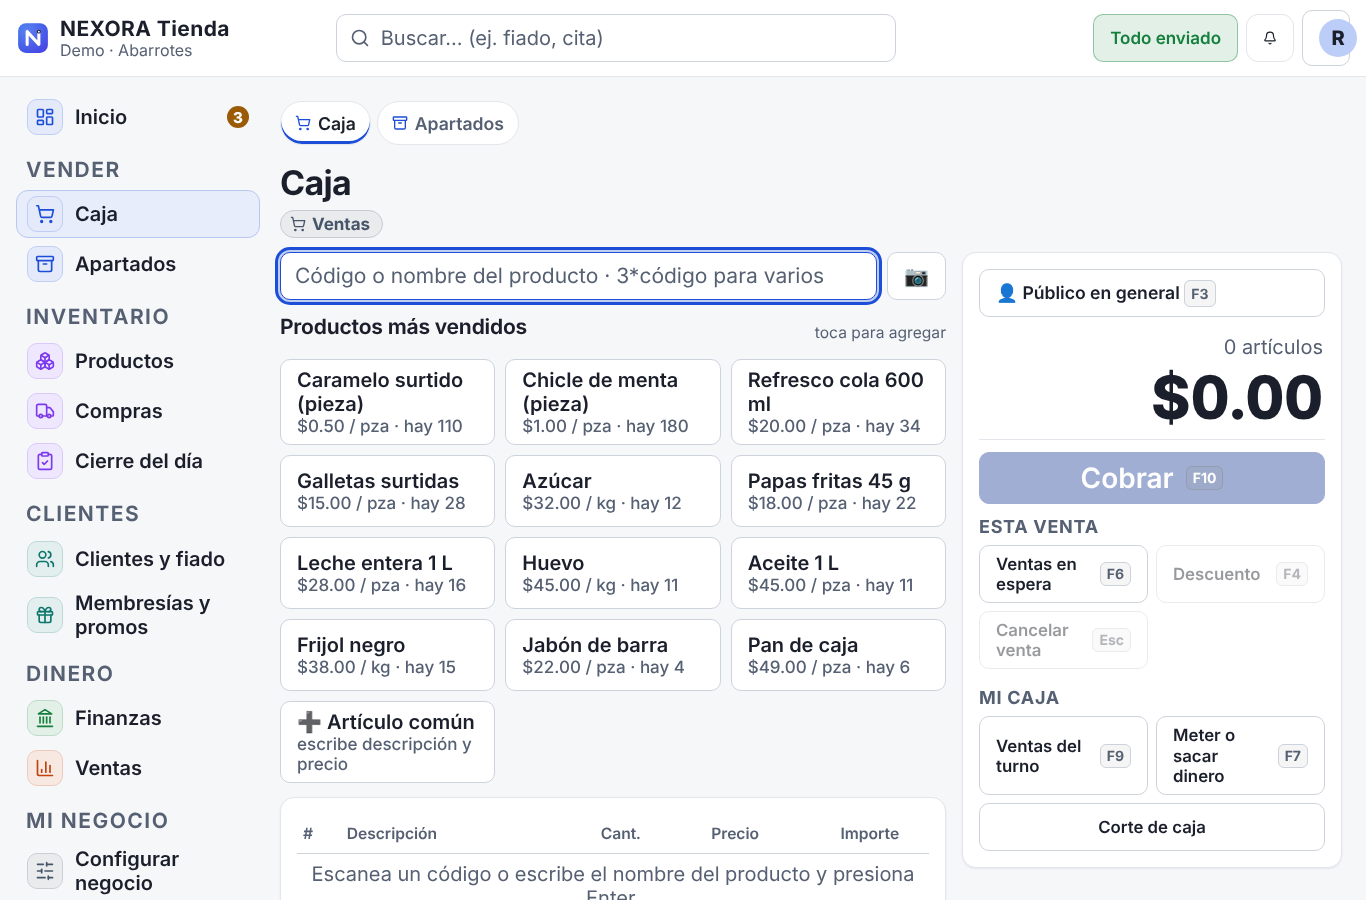 NEXORA Tienda
Demo · Abarrotes
Buscar... (ej. fiado, cita)
Todo enviado
R
Inicio
3
VENDER
Caja
Apartados
INVENTARIO
Productos
Compras
Cierre del día
CLIENTES
Clientes y fiado
Membresías y
promos
DINERO
Finanzas
Ventas
MI NEGOCIO
Configurar
negocio
Caja
Apartados
Caja
Ventas
Código o nombre del producto · 3*código para varios
Productos más vendidos
toca para agregar
Caramelo surtido
(pieza)
$0.50 / pza · hay 110
Chicle de menta
(pieza)
$1.00 / pza · hay 180
Refresco cola 600
ml
$20.00 / pza · hay 34
Galletas surtidas
$15.00 / pza · hay 28
Azúcar
$32.00 / kg · hay 12
Papas fritas 45 g
$18.00 / pza · hay 22
Leche entera 1 L
$28.00 / pza · hay 16
Huevo
$45.00 / kg · hay 11
Aceite 1 L
$45.00 / pza · hay 11
Frijol negro
$38.00 / kg · hay 15
Jabón de barra
$22.00 / pza · hay 4
Pan de caja
$49.00 / pza · hay 6
➕ Artículo común
escribe descripción y
precio
# Descripción Cant. Precio Importe
Escanea un código o escribe el nombre del producto y presiona
Enter
👤 Público en general F3
0 artículos
$0.00
Cobrar F10
ESTA VENTA
Ventas en
espera
F6
Descuento F4
Cancelar
venta
Esc
MI CAJA
Ventas del
turno
F9
Meter o
sacar
dinero
F7
Corte de caja